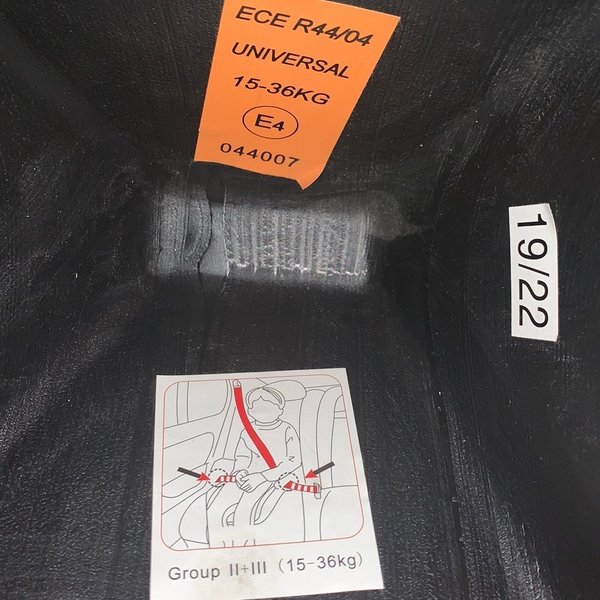 ECE R44/04
UNIVERSAL
15-36KG
E4
044007
19/22
Group II+III (15-36kg)